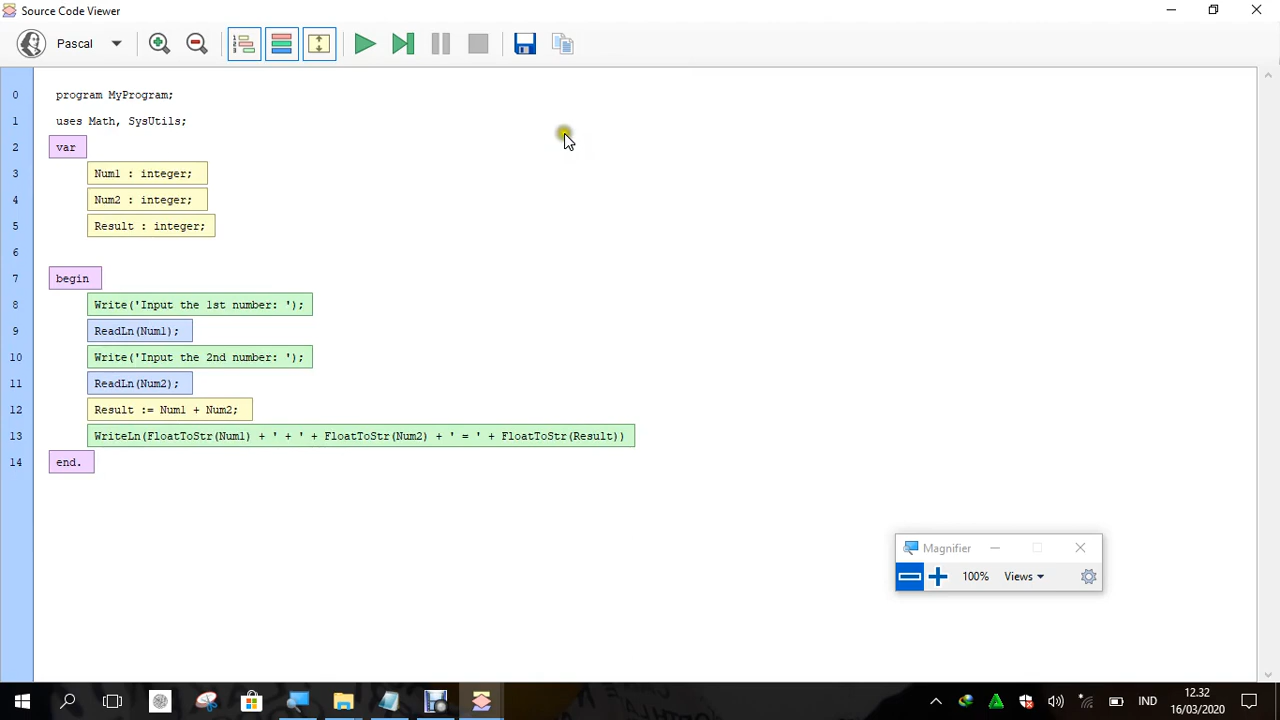 Source Code Viewer
Pascal
0 program MyProgram;
1 uses Math, SysUtils;
2 var
3 Num1 : integer;
4 Num2 : integer;
5 Result : integer;
6
7 begin
8 Write('Input the 1st number: ');
9 ReadLn(Num1);
10 Write('Input the 2nd number: ');
11 ReadLn(Num2);
12 Result := Num1 + Num2;
13 WriteLn(FloatToStr(Num1) + ' + ' + FloatToStr(Num2) + ' = ' + FloatToStr(Result))
14 end.
Magnifier
100% Views
IND
12.32
16/03/2020